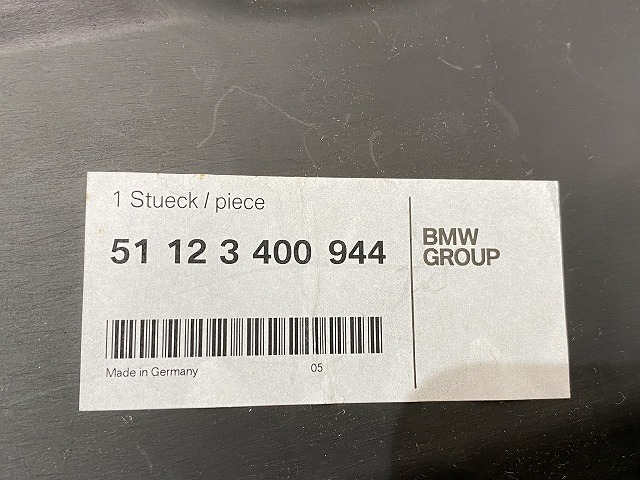 1 Stueck / piece
51 12 3 400 944
BMW
GROUP
Made in Germany
05